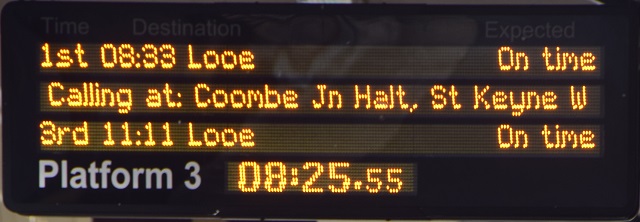 Time Destination Expected
1st 08:33 Looe On time
Calling at: Coombe Jn Halt, St Keyne W
3rd 11:11 Looe On time
Platform 3 08:25.55